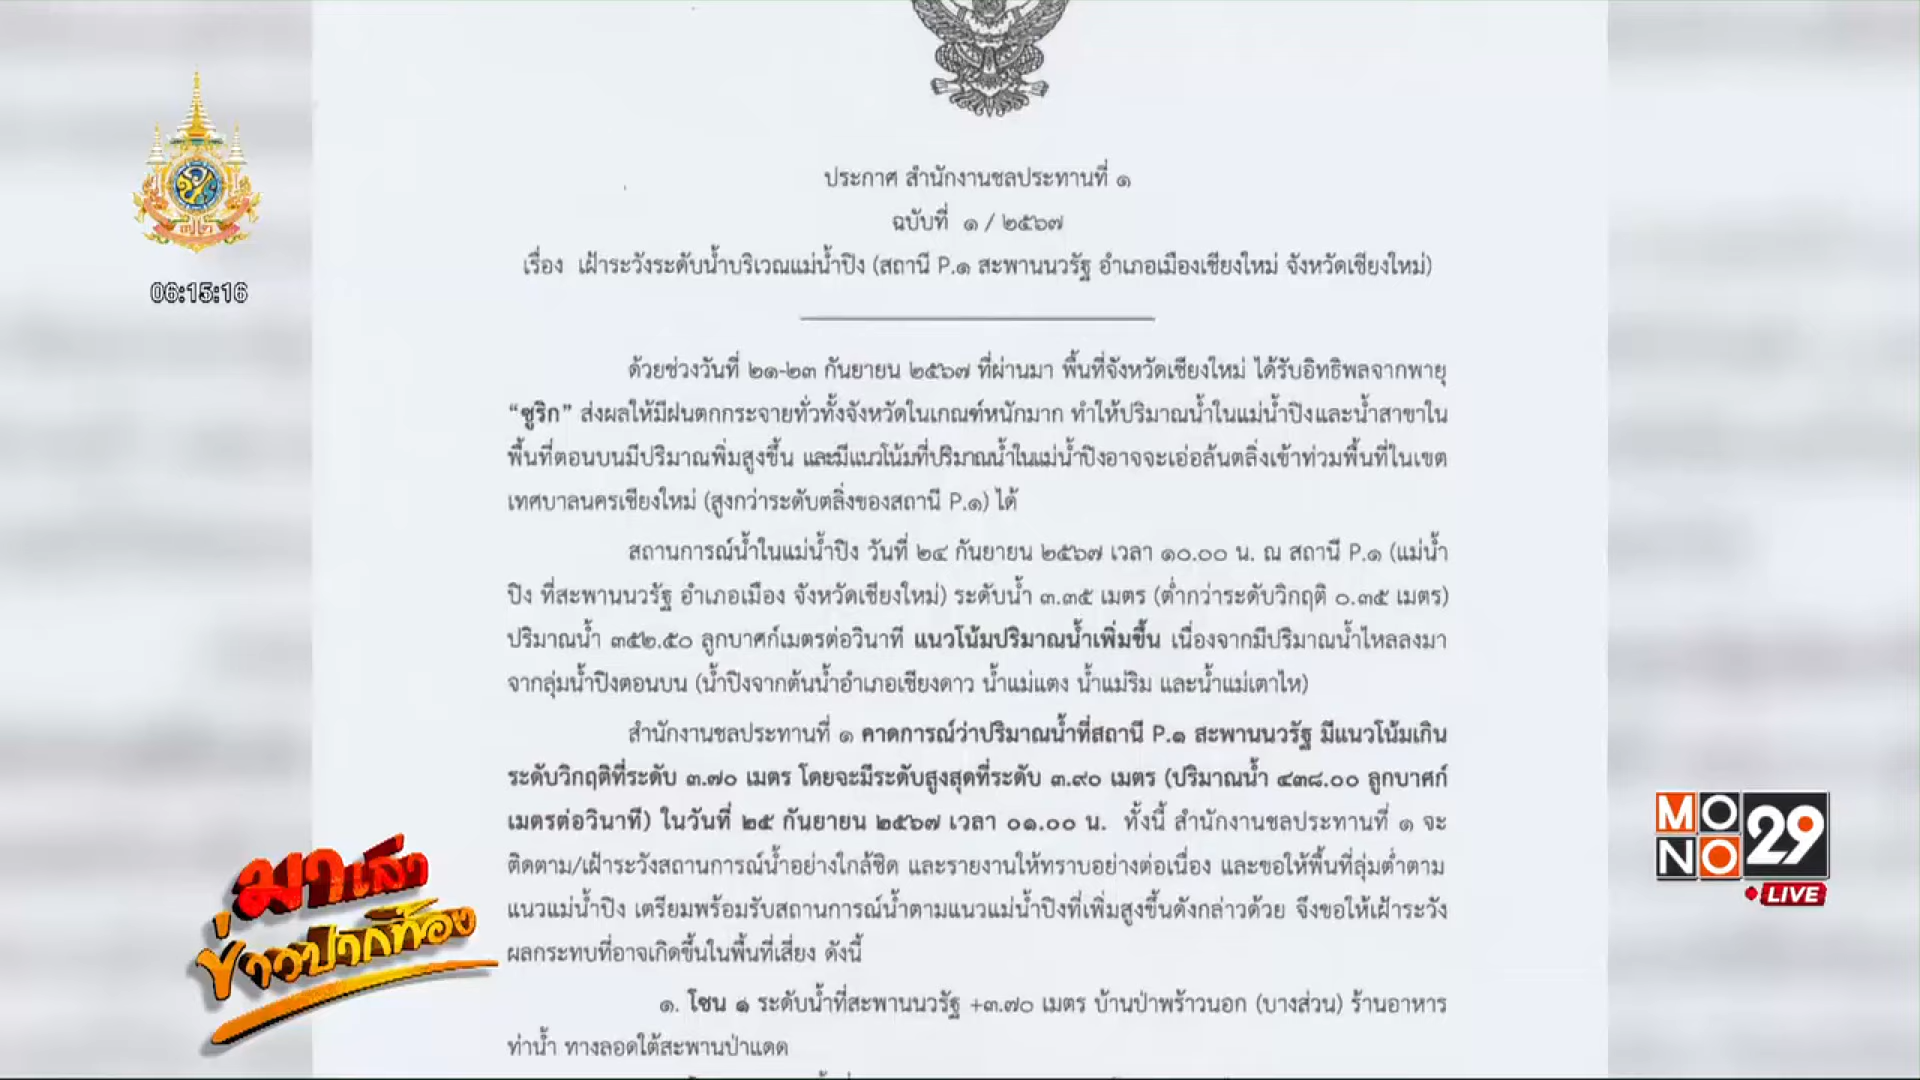 ๗๒
06:15:16
ประกาศ สำนักงานชลประทานที่ ๑
ฉบับที่ ๑ / ๒๕๖๗
เรื่อง เฝ้าระวังระดับน้ำบริเวณแม่น้ำปิง (สถานี P.๑ สะพานนวรัฐ อำเภอเมืองเชียงใหม่ จังหวัดเชียงใหม่)
ด้วยช่วงวันที่ ๒๑-๒๓ กันยายน ๒๕๖๗ ที่ผ่านมา พื้นที่จังหวัดเชียงใหม่ ได้รับอิทธิพลจากพายุ
“ซูริก” ส่งผลให้มีฝนตกกระจายทั่วทั้งจังหวัดในเกณฑ์หนักมาก ทำให้ปริมาณน้ำในแม่น้ำปิงและน้ำสาขาใน
พื้นที่ตอนบนมีปริมาณพิ่มสูงขึ้น และมีแนวโน้มที่ปริมาณน้ำในแม่น้ำปิงอาจจะเอ่อล้นตลิ่งเข้าท่วมพื้นที่ในเขต
เทศบาลนครเชียงใหม่ (สูงกว่าระดับตลิ่งของสถานี P.๑) ได้
สถานการณ์น้ำในแม่น้ำปิง วันที่ ๒๔ กันยายน ๒๕๖๗ เวลา ๑๐.๐๐ น. ณ สถานี P.๑ (แม่น้ำ
ปิง ที่สะพานนวรัฐ อำเภอเมือง จังหวัดเชียงใหม่) ระดับน้ำ ๓.๓๕ เมตร (ต่ำกว่าระดับวิกฤติ ๐.๓๕ เมตร)
ปริมาณน้ำ ๓๕๒.๕๐ ลูกบาศก์เมตรต่อวินาที แนวโน้มปริมาณน้ำเพิ่มขึ้น เนื่องจากมีปริมาณน้ำไหลลงมา
จากลุ่มน้ำปิงตอนบน (น้ำปิงจากต้นน้ำอำเภอเชียงดาว น้ำแม่แตง น้ำแม่ริม และน้ำแม่เตาไห)
สำนักงานชลประทานที่ ๑ คาดการณ์ว่าปริมาณน้ำที่สถานี P.๑ สะพานนวรัฐ มีแนวโน้มเกิน
ระดับวิกฤติที่ระดับ ๓.๗๐ เมตร โดยจะมีระดับสูงสุดที่ระดับ ๓.๙๐ เมตร (ปริมาณน้ำ ๔๓๘.๐๐ ลูกบาศก์
เมตรต่อวินาที) ในวันที่ ๒๕ กันยายน ๒๕๖๗ เวลา ๐๑.๐๐ น. ทั้งนี้ สำนักงานชลประทานที่ ๑ จะ
ติดตาม/เฝ้าระวังสถานการณ์น้ำอย่างใกล้ชิด และรายงานให้ทราบอย่างต่อเนื่อง และขอให้พื้นที่ลุ่มต่ำตาม
แนวแม่น้ำปิง เตรียมพร้อมรับสถานการณ์น้ำตามแนวแม่น้ำปิงที่เพิ่มสูงขึ้นดังกล่าวด้วย จึงขอให้เฝ้าระวัง
ผลกระทบที่อาจเกิดขึ้นในพื้นที่เสี่ยง ดังนี้
๑. โซน ๑ ระดับน้ำที่สะพานนวรัฐ +๓.๗๐ เมตร บ้านป่าพร้าวนอก (บางส่วน) ร้านอาหาร
ท่าน้ำ ทางลอดใต้สะพานป่าแดด
มาเล่า
ข่าวปากท้อง
MONO 29
LIVE